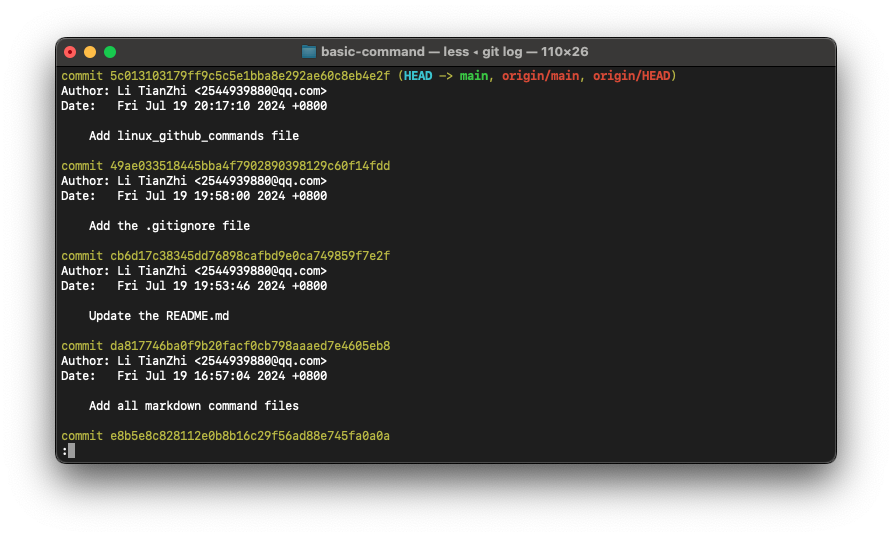 basic-command — less ◂ git log — 110×26
commit 5c013103179ff9c5c5e1bba8e292ae60c8eb4e2f (HEAD -> main, origin/main, origin/HEAD)
Author: Li TianZhi <2544939880@qq.com>
Date:   Fri Jul 19 20:17:10 2024 +0800
    Add linux_github_commands file
commit 49ae033518445bba4f7902890398129c60f14fdd
Author: Li TianZhi <2544939880@qq.com>
Date:   Fri Jul 19 19:58:00 2024 +0800
    Add the .gitignore file
commit cb6d17c38345dd76898cafbd9e0ca749859f7e2f
Author: Li TianZhi <2544939880@qq.com>
Date:   Fri Jul 19 19:53:46 2024 +0800
    Update the README.md
commit da817746ba0f9b20facf0cb798aaaed7e4605eb8
Author: Li TianZhi <2544939880@qq.com>
Date:   Fri Jul 19 16:57:04 2024 +0800
    Add all markdown command files
commit e8b5e8c828112e0b8b16c29f56ad88e745fa0a0a
: